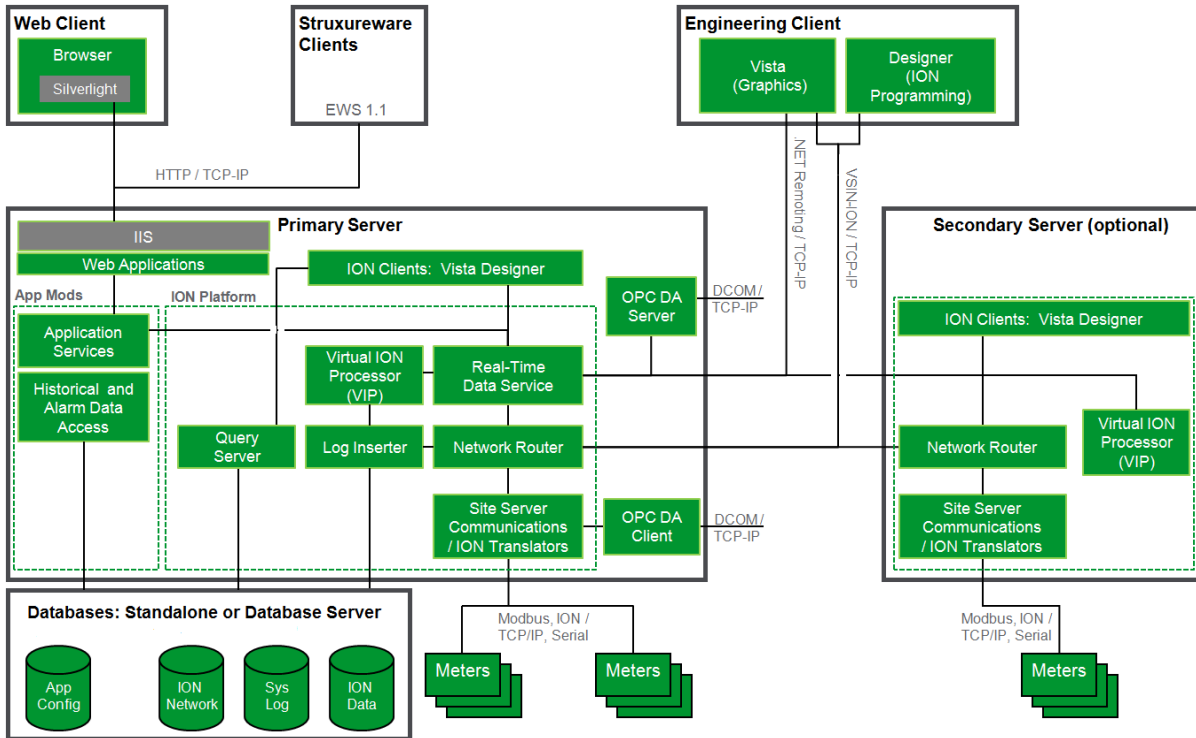 Web Client
Browser
Silverlight
Struxureware
Clients
EWS 1.1
HTTP / TCP-IP
Engineering Client
Vista
(Graphics)
Designer
(ION
Programming)
.NET Remoting / TCP-IP
VSIN-ION / TCP-IP
Primary Server
IIS
Web Applications
ION Clients: Vista Designer
App Mods
ION Platform
Application
Services
Historical and
Alarm Data
Access
Virtual ION
Processor
(VIP)
Real-Time
Data Service
Query
Server
Log Inserter
Network Router
Site Server
Communications
/ ION Translators
OPC DA
Server
DCOM /
TCP-IP
OPC DA
Client
DCOM /
TCP-IP
Secondary Server (optional)
ION Clients: Vista Designer
Network Router
Virtual ION
Processor
(VIP)
Site Server
Communications
/ ION Translators
Databases: Standalone or Database Server
App
Config
ION
Network
Sys
Log
ION
Data
Modbus, ION /
TCP/IP, Serial
Meters
Meters
Modbus, ION /
TCP/IP, Serial
Meters